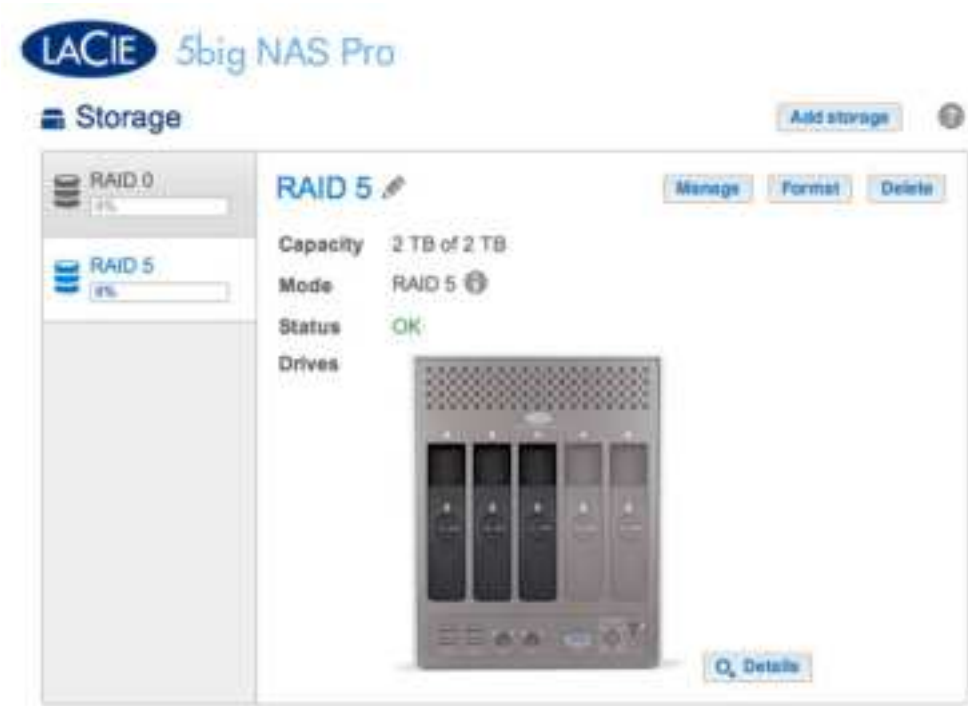 LACIE 5big NAS Pro
Storage
Add storage
RAID 0
RAID 5
RAID 5
Manage
Format
Delete
Capacity 2 TB of 2 TB
Mode RAID 5
Status OK
Drives
Details